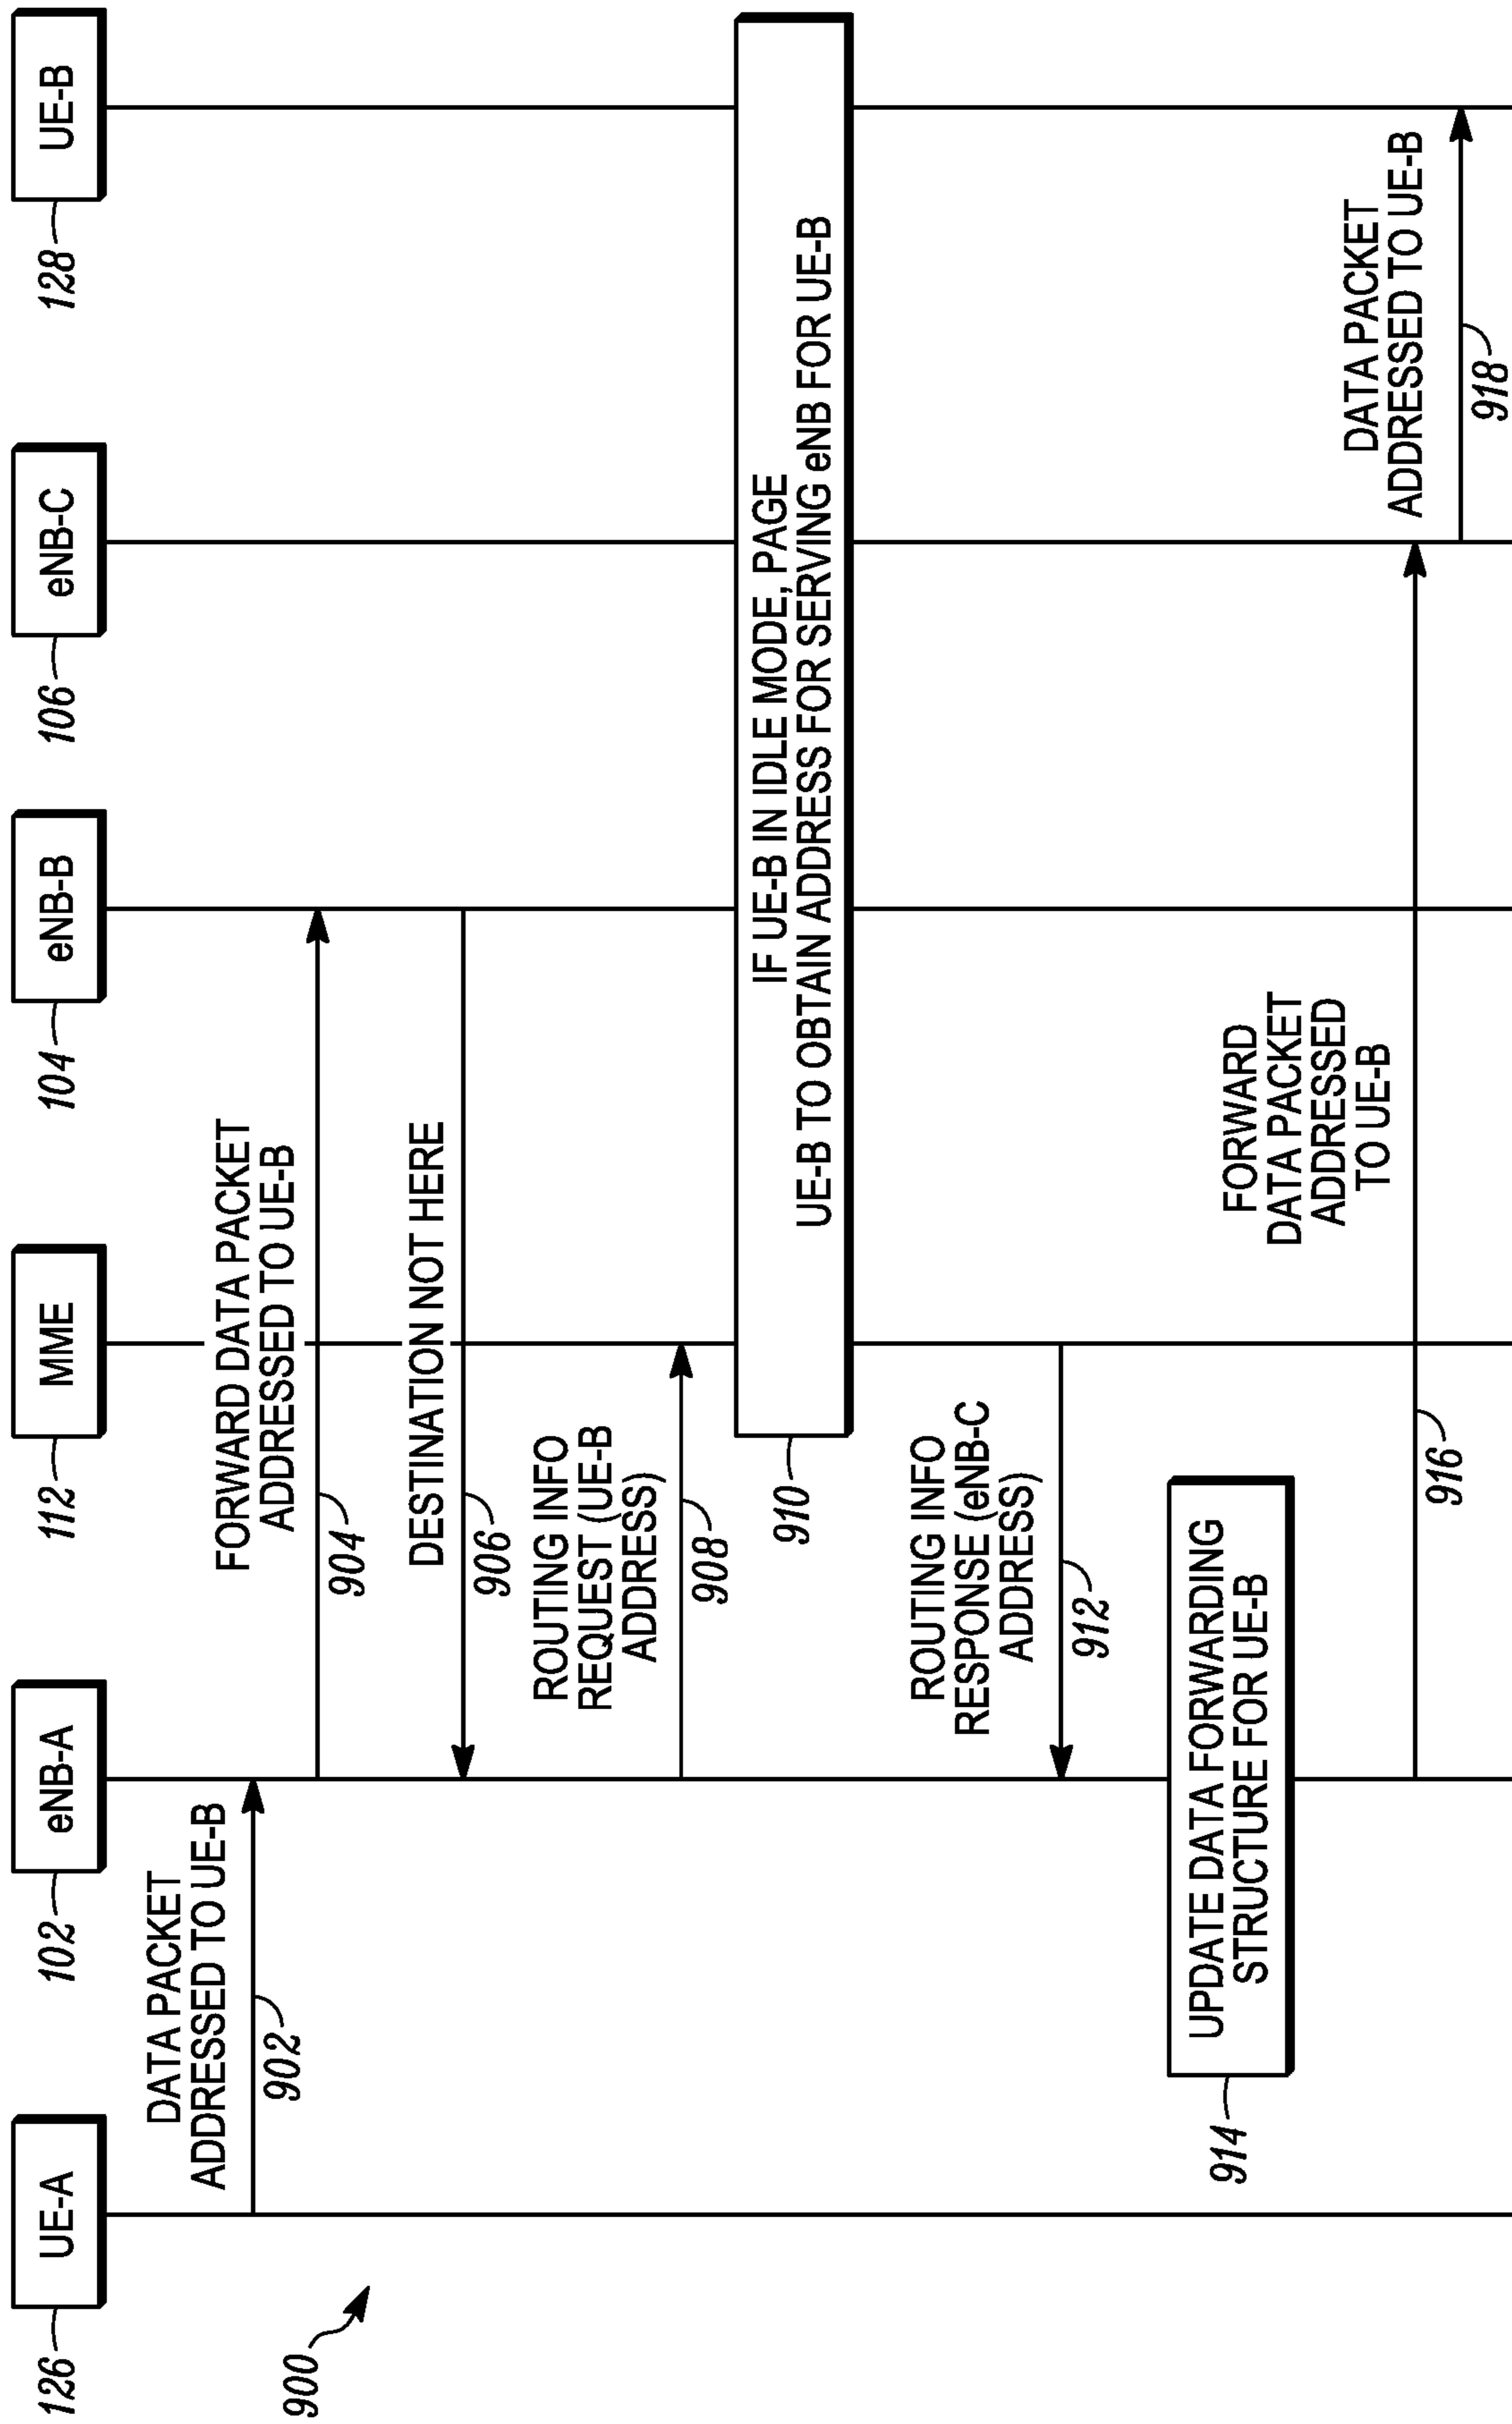 126
UE-A
102
eNB-A
112
MME
104
eNB-B
106
eNB-C
128
UE-B
900
DATA PACKET
ADDRESSED TO UE-B
902
FORWARD DATA PACKET
ADDRESSED TO UE-B
904
DESTINATION NOT HERE
906
ROUTING INFO
REQUEST (UE-B
ADDRESS)
908
IF UE-B IN IDLE MODE, PAGE
UE-B TO OBTAIN ADDRESS FOR SERVING eNB FOR UE-B
910
ROUTING INFO
RESPONSE (eNB-C
ADDRESS)
912
UPDATE DATA FORWARDING
STRUCTURE FOR UE-B
914
FORWARD
DATA PACKET
ADDRESSED
TO UE-B
916
DATA PACKET
ADDRESSED TO UE-B
918